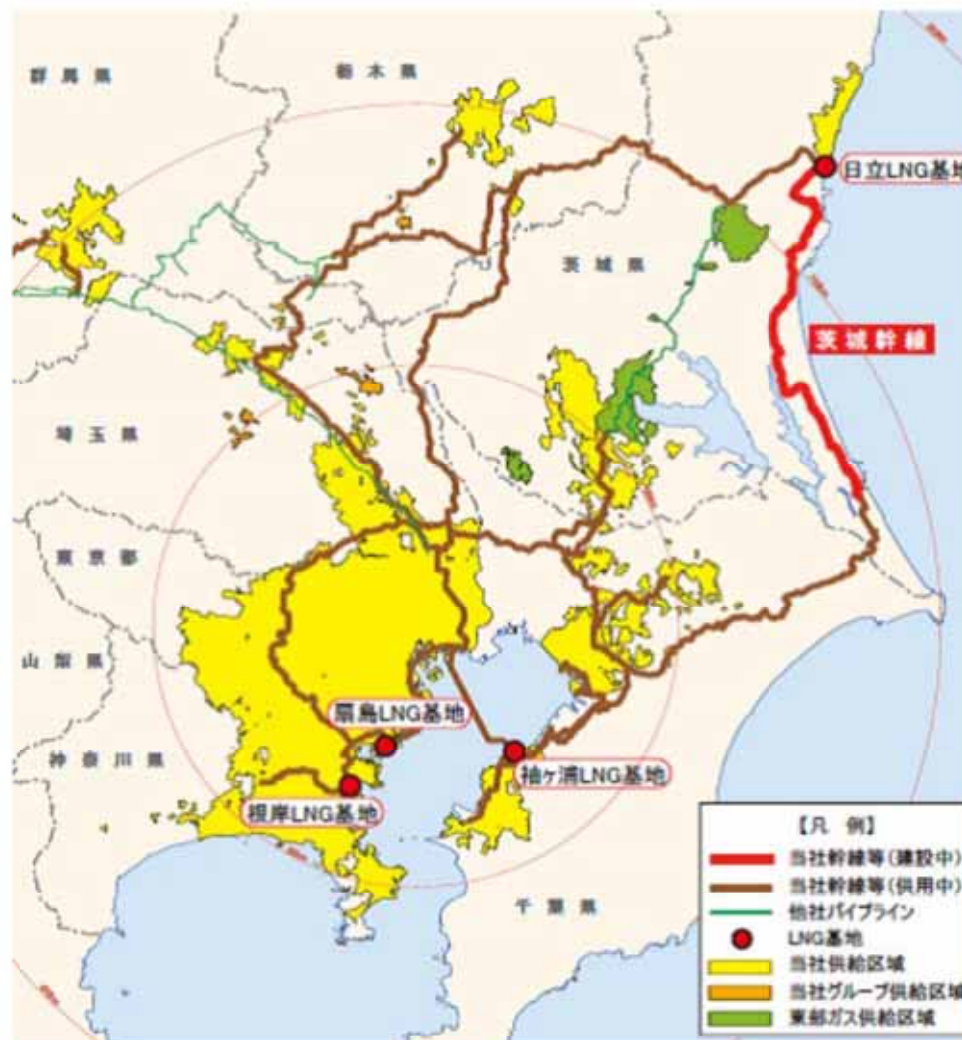 群馬県
栃木県
日立LNG基地
茨城県
茨城幹線
埼玉県
東京都
山梨県
扇島LNG基地
神奈川県
袖ヶ浦LNG基地
根岸LNG基地
千葉県
【凡 例】
当社幹線等(建設中)
当社幹線等(供用中)
他社パイプライン
LNG基地
当社供給区域
当社グループ供給区域
東部ガス供給区域